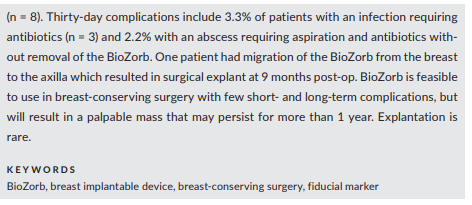 (n = 8). Thirty-day complications include 3.3% of patients with an infection requiring
antibiotics (n = 3) and 2.2% with an abscess requiring aspiration and antibiotics with-
out removal of the BioZorb. One patient had migration of the BioZorb from the breast
to the axilla which resulted in surgical explant at 9 months post-op. BioZorb is feasible
to use in breast-conserving surgery with few short- and long-term complications, but
will result in a palpable mass that may persist for more than 1 year. Explantation is
rare.
KEYWORDS
BioZorb, breast implantable device, breast-conserving surgery, fiducial marker